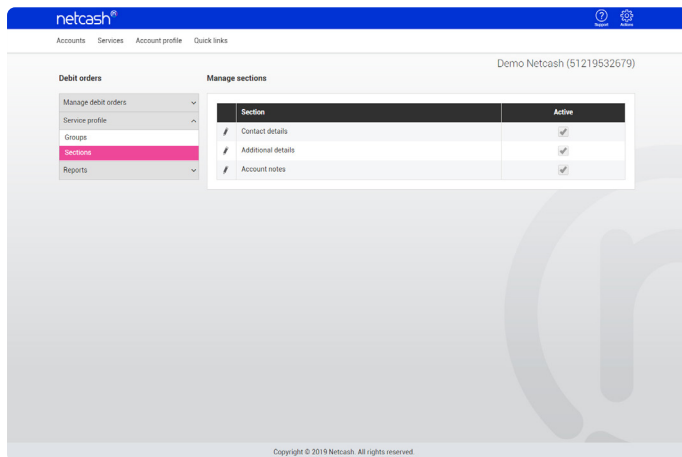 netcash®
Support
Actions
Accounts Services Account profile Quick links
Demo Netcash (51219532679)
Debit orders
Manage sections
Manage debit orders
Service profile
Groups
Sections
Reports
Section Active
Contact details
Additional details
Account notes
Copyright © 2019 Netcash. All rights reserved.